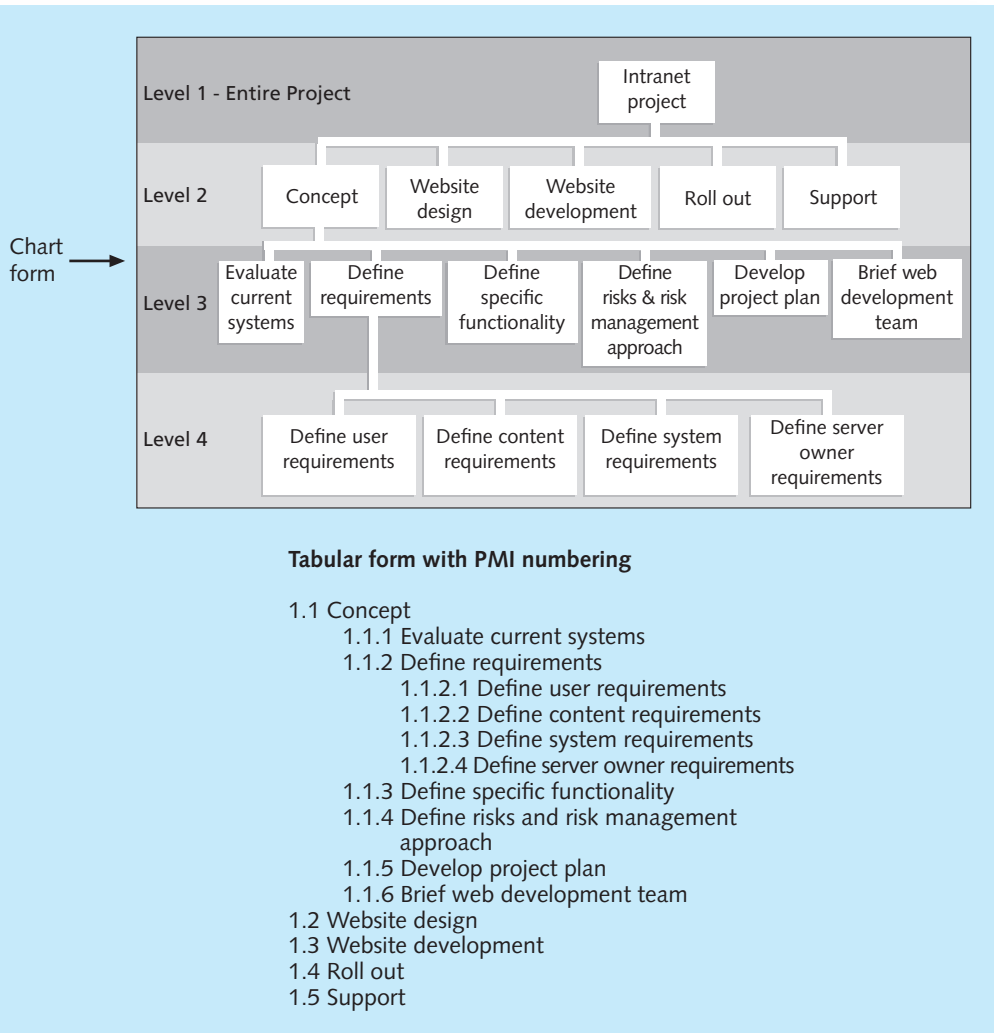 Level 1 - Entire Project
Intranet
project
Level 2
Concept
Website
design
Website
development
Roll out
Support
Chart
form
Level 3
Evaluate
current
systems
Define
requirements
Define
specific
functionality
Define
risks & risk
management
approach
Develop
project plan
Brief web
development
team
Level 4
Define user
requirements
Define content
requirements
Define system
requirements
Define server
owner
requirements
Tabular form with PMI numbering
1.1 Concept
1.1.1 Evaluate current systems
1.1.2 Define requirements
1.1.2.1 Define user requirements
1.1.2.2 Define content requirements
1.1.2.3 Define system requirements
1.1.2.4 Define server owner requirements
1.1.3 Define specific functionality
1.1.4 Define risks and risk management
approach
1.1.5 Develop project plan
1.1.6 Brief web development team
1.2 Website design
1.3 Website development
1.4 Roll out
1.5 Support